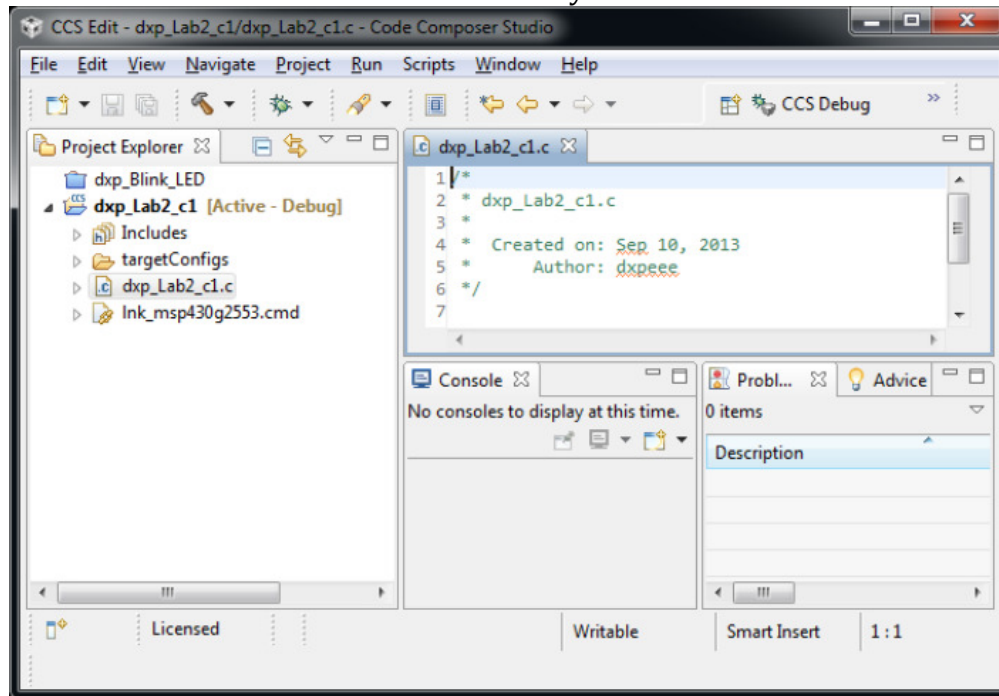 CCS Edit - dxp_Lab2_c1/dxp_Lab2_c1.c - Code Composer Studio
File Edit View Navigate Project Run Scripts Window Help
CCS Debug
Project Explorer
dxp_Blink_LED
dxp_Lab2_c1 [Active - Debug]
Includes
targetConfigs
dxp_Lab2_c1.c
lnk_msp430g2553.cmd
dxp_Lab2_c1.c
1 /*
2 * dxp_Lab2_c1.c
3 *
4 * Created on: Sep 10, 2013
5 * Author: dxpeee
6 */
7
Console
No consoles to display at this time.
Probl... Advice
0 items
Description
Licensed Writable Smart Insert 1:1